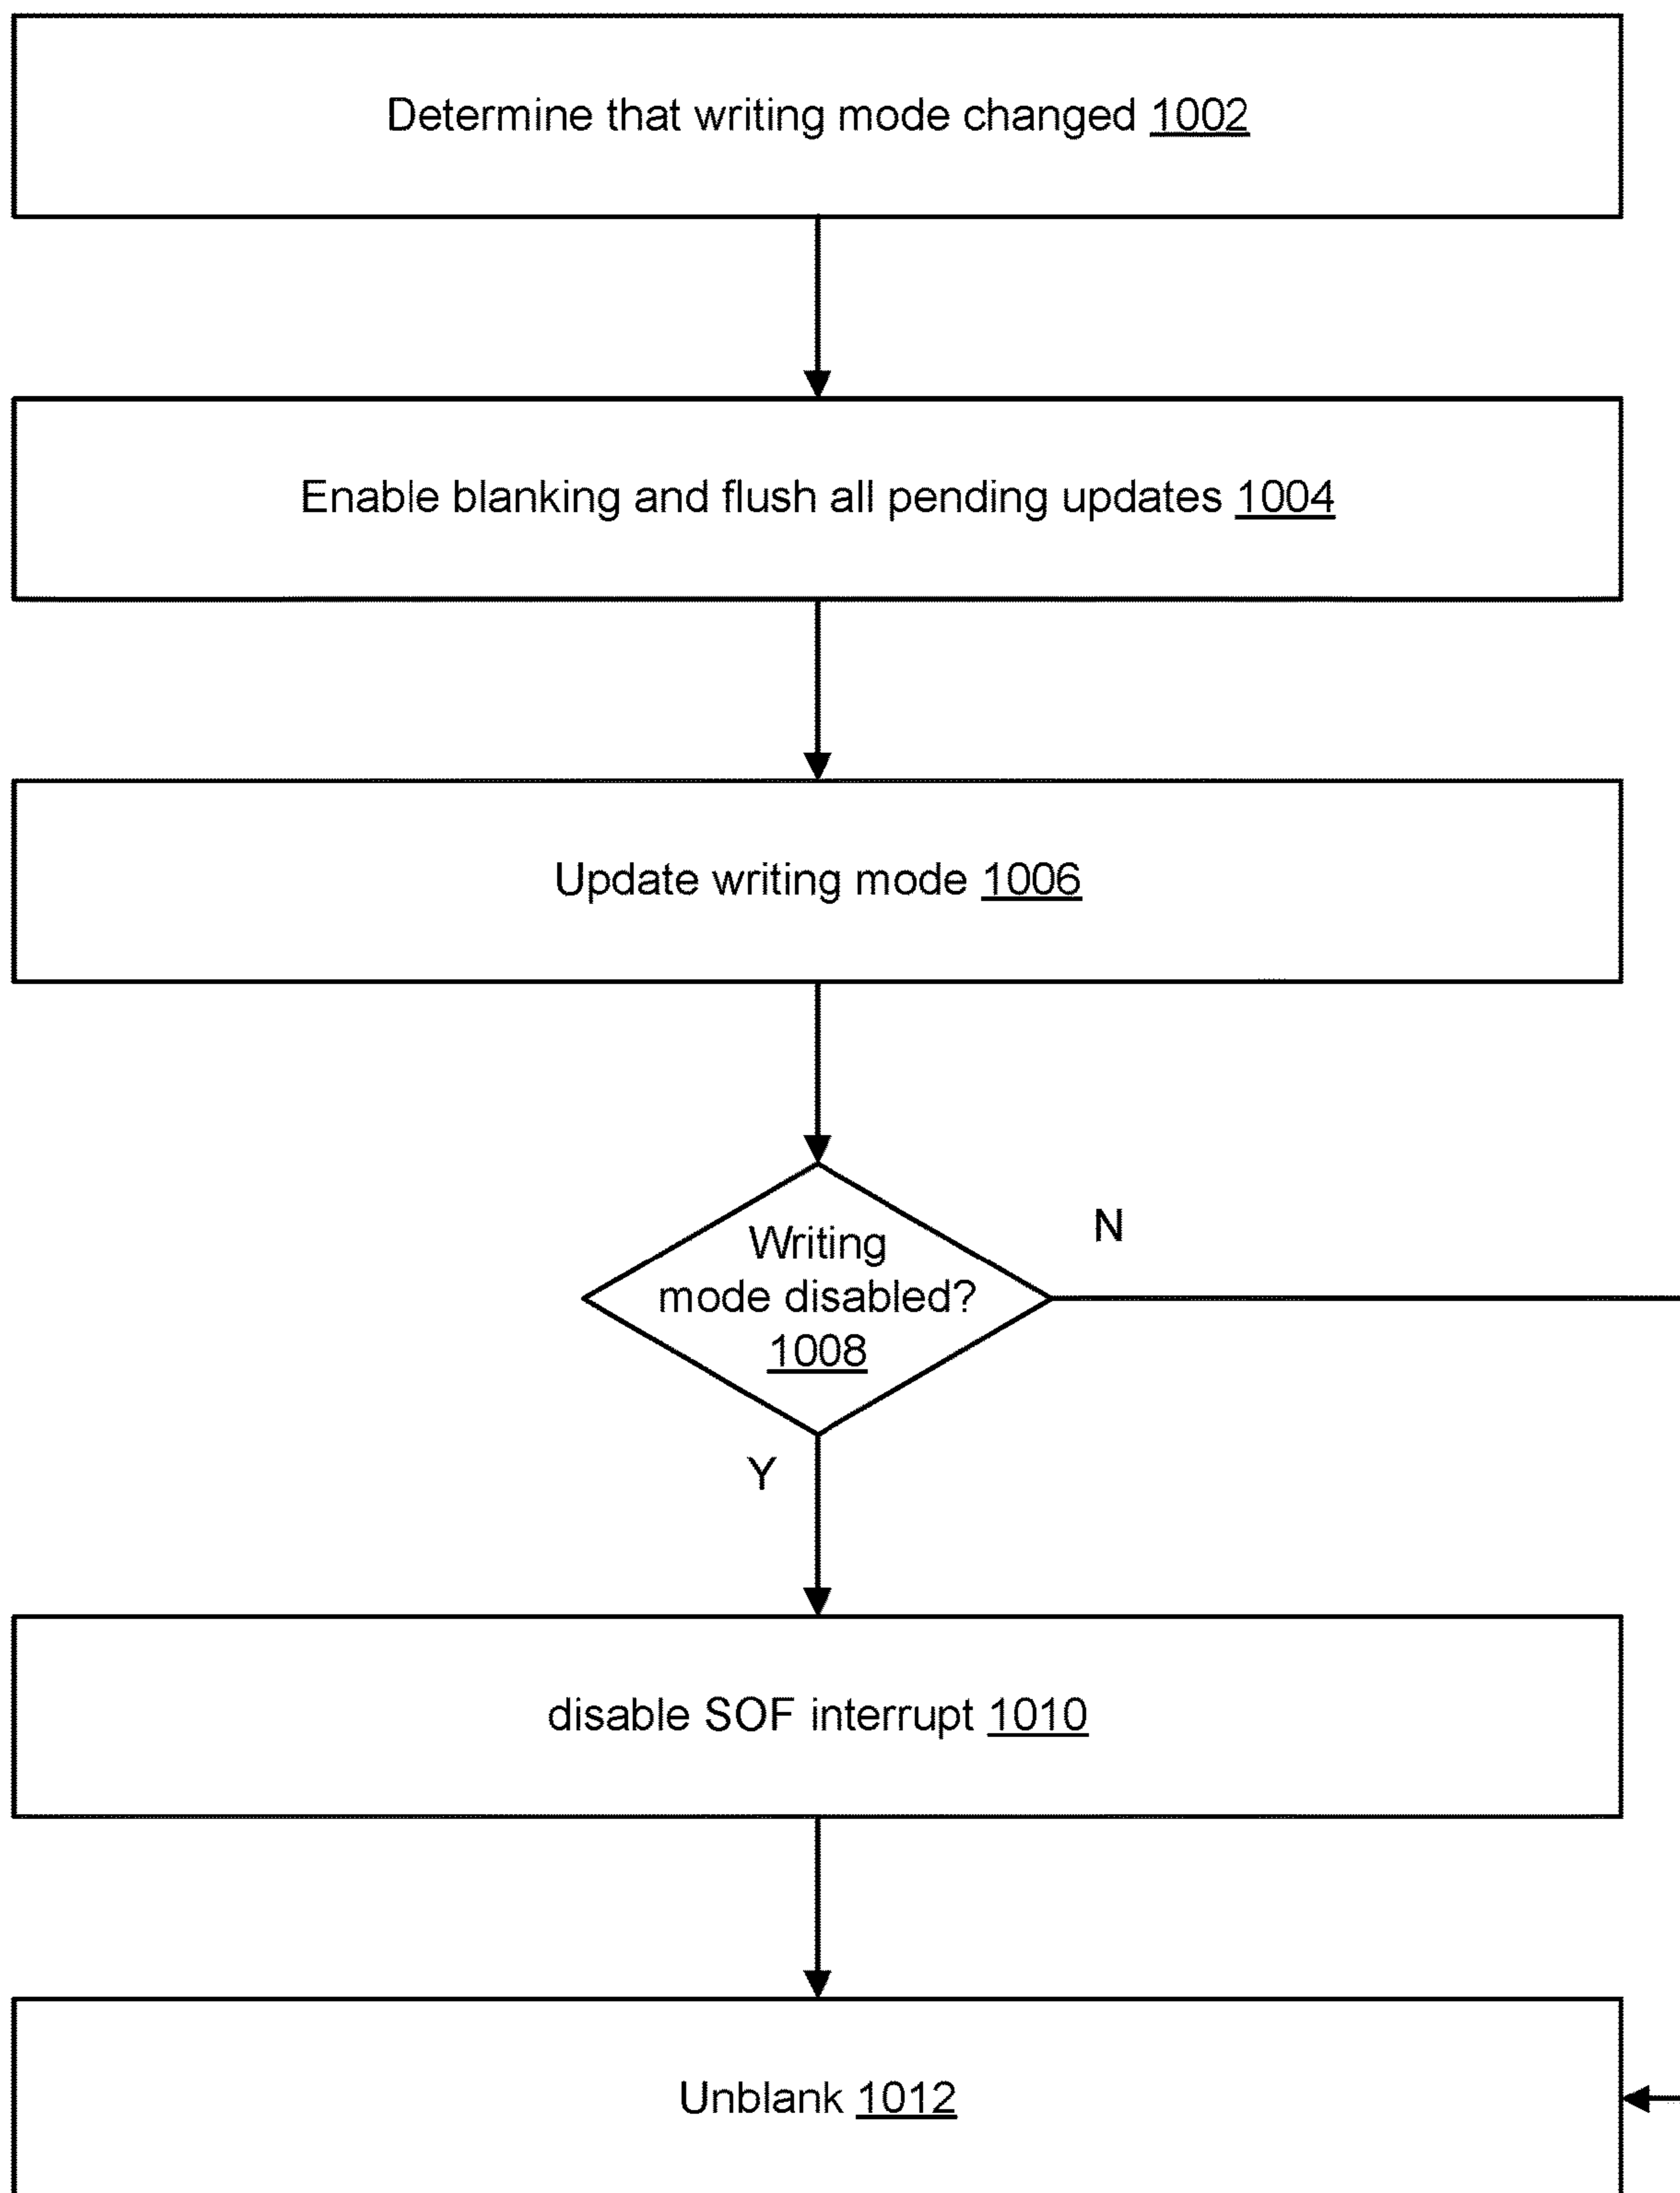 Determine that writing mode changed 1002
Enable blanking and flush all pending updates 1004
Update writing mode 1006
Writing
mode disabled?
1008
N
Y
disable SOF interrupt 1010
Unblank 1012